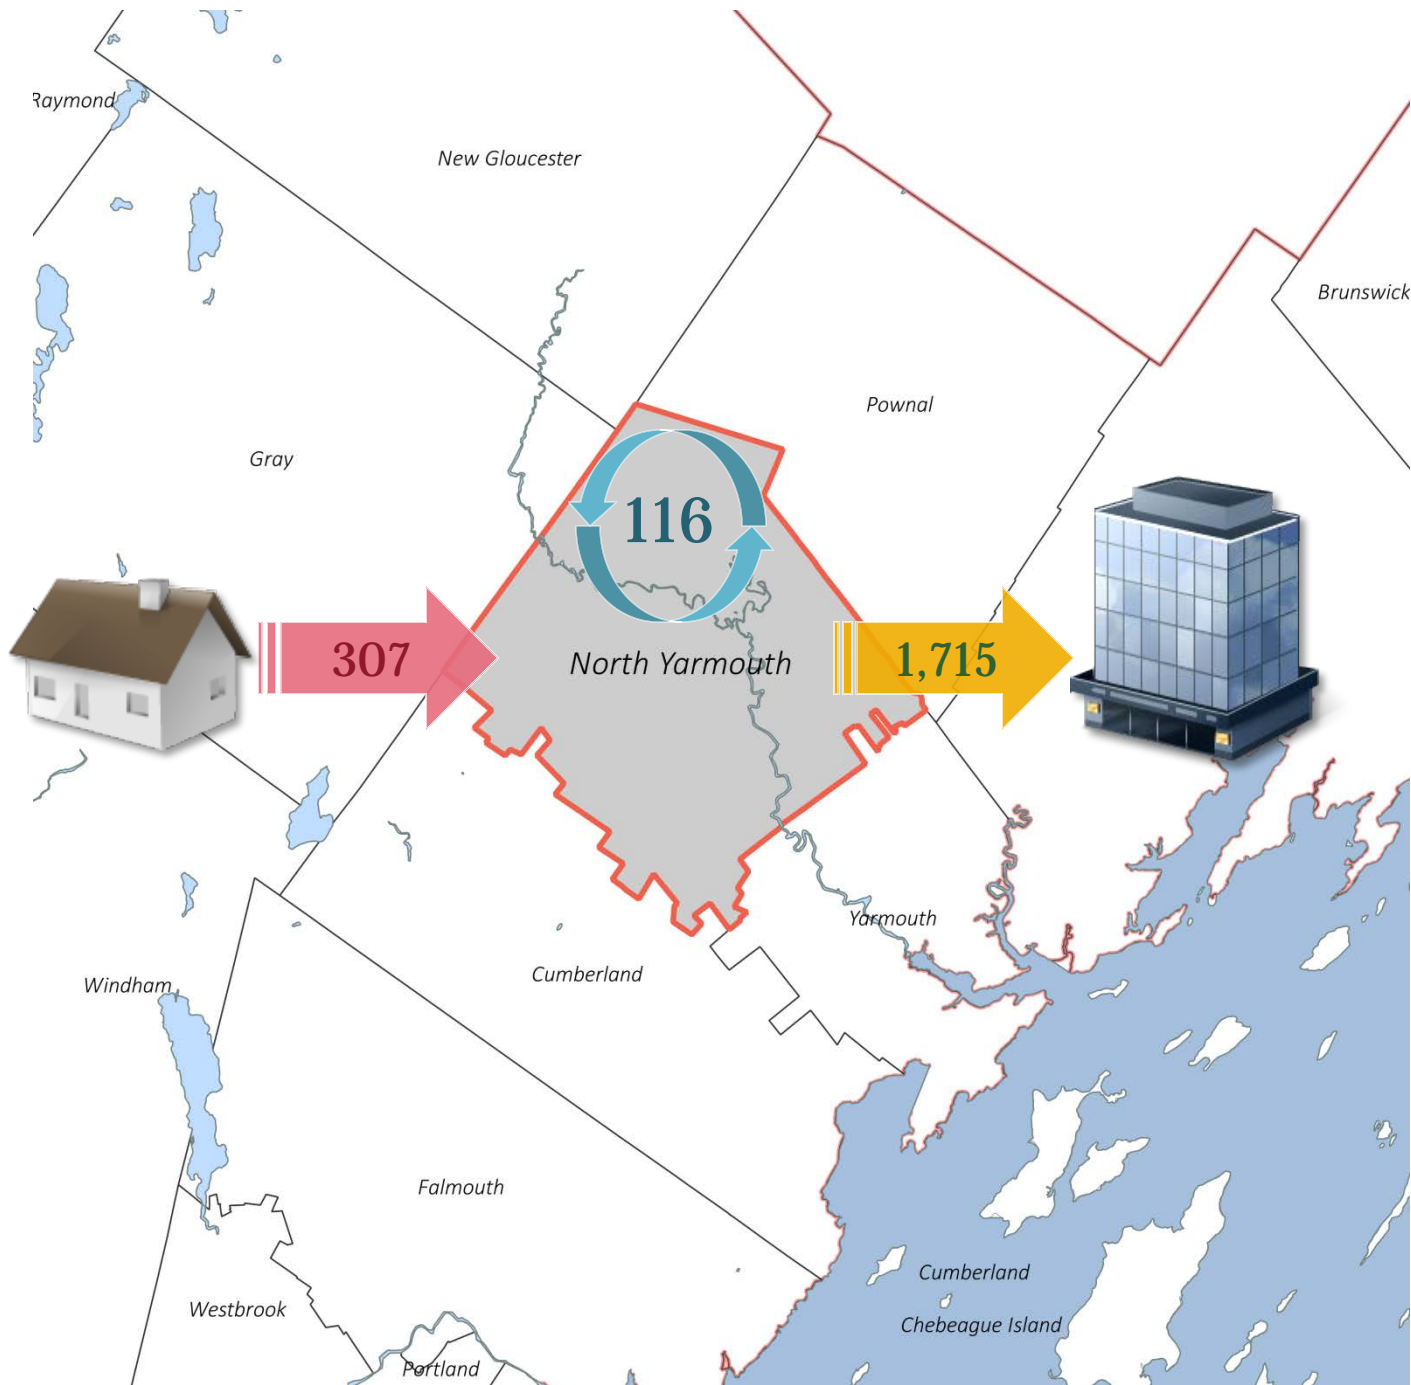 Raymond
New Gloucester
Brunswick
Pownal
Gray
116
307
North Yarmouth
1,715
Yarmouth
Cumberland
Windham
Falmouth
Cumberland
Westbrook
Chebeague Island
Portland